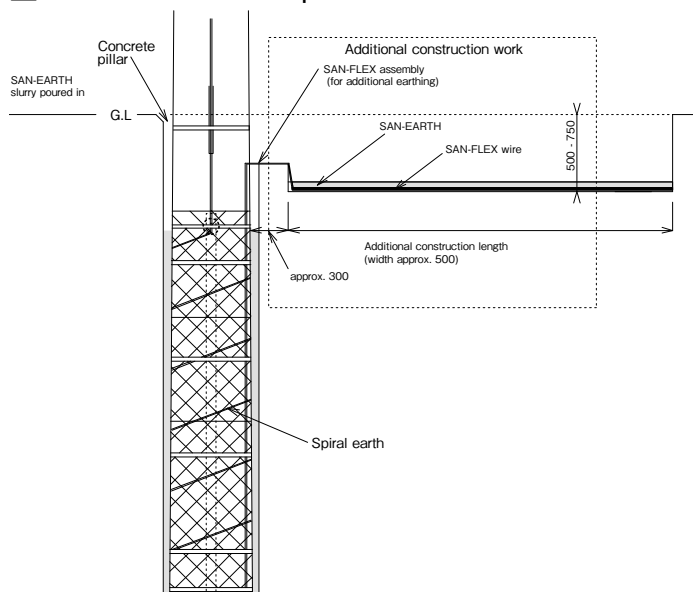 Concrete
pillar
Additional construction work
SAN-FLEX assembly
(for additional earthing)
SAN-EARTH
slurry poured in
G.L
SAN-EARTH
SAN-FLEX wire
500 - 750
Additional construction length
(width approx. 500)
approx. 300
Spiral earth